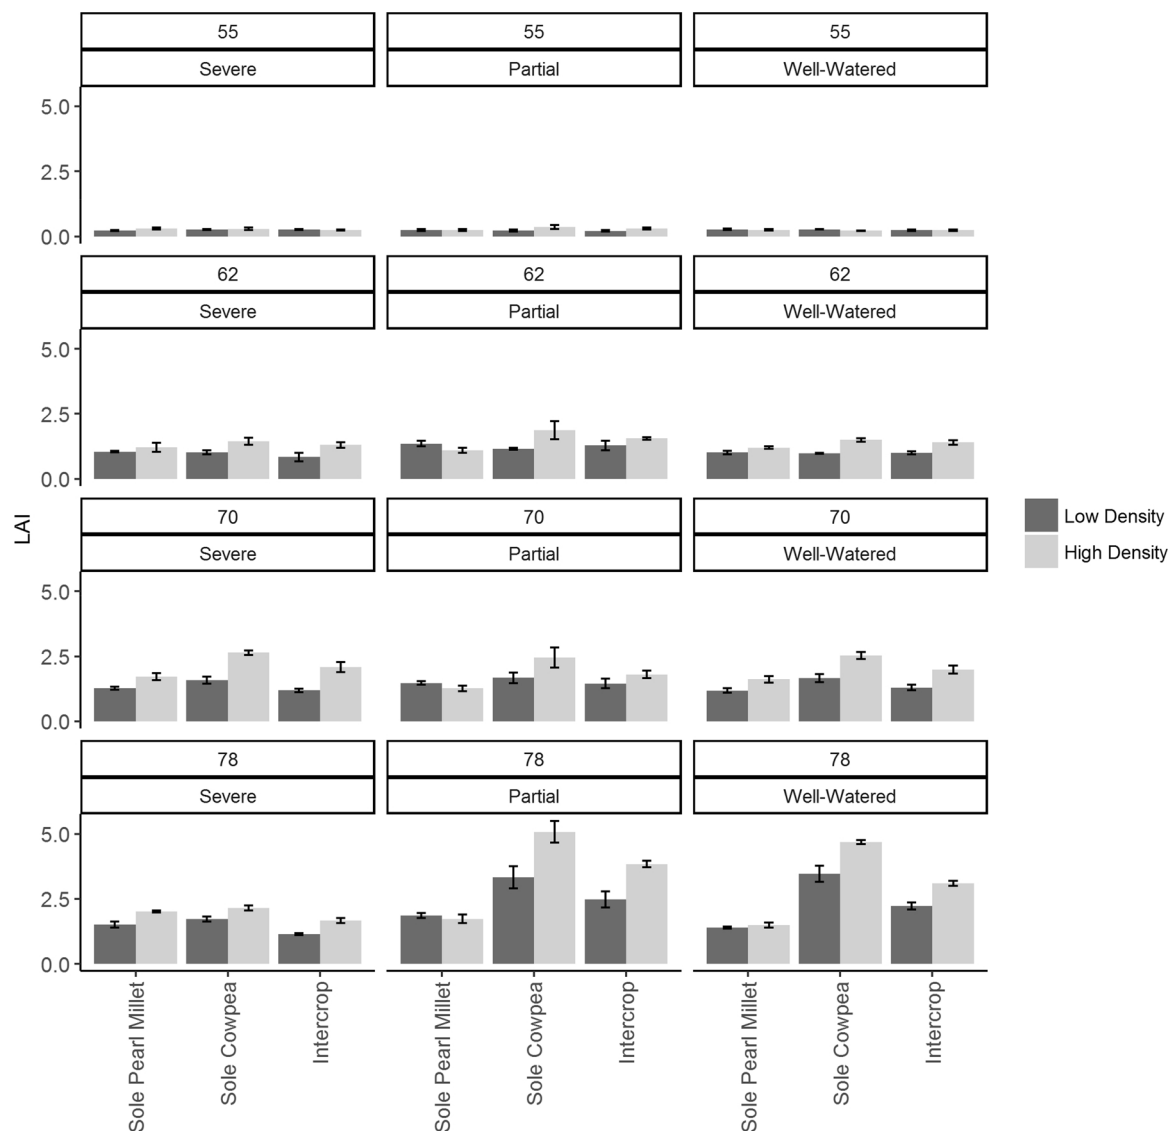 55 55 55
Severe Partial Well-Watered
5.0
2.5
0.0
62 62 62
Severe Partial Well-Watered
5.0
2.5
0.0
70 70 70
Severe Partial Well-Watered
5.0
2.5
0.0
78 78 78
Severe Partial Well-Watered
5.0
2.5
0.0
LAI
Sole Pearl Millet
Sole Cowpea
Intercrop
Sole Pearl Millet
Sole Cowpea
Intercrop
Sole Pearl Millet
Sole Cowpea
Intercrop
Low Density
High Density